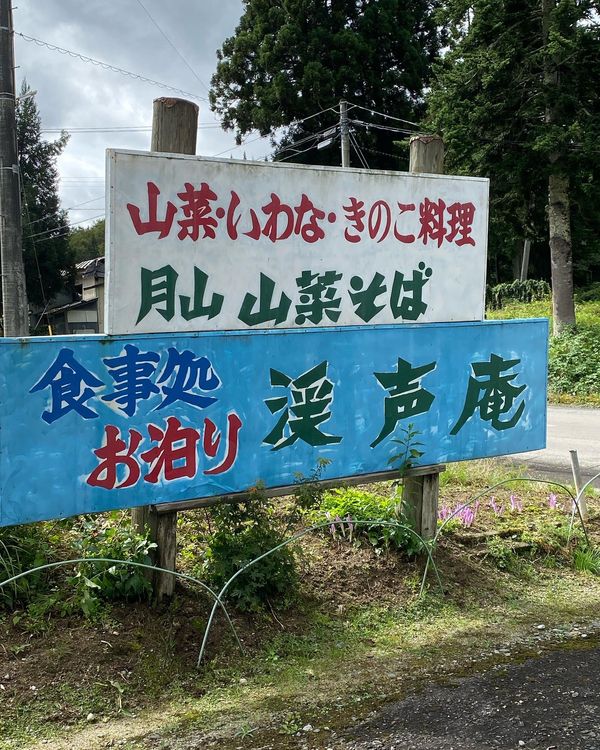 山菜・いわな・きのこ料理
月山 山菜そば
食事処
お泊り
渓声庵